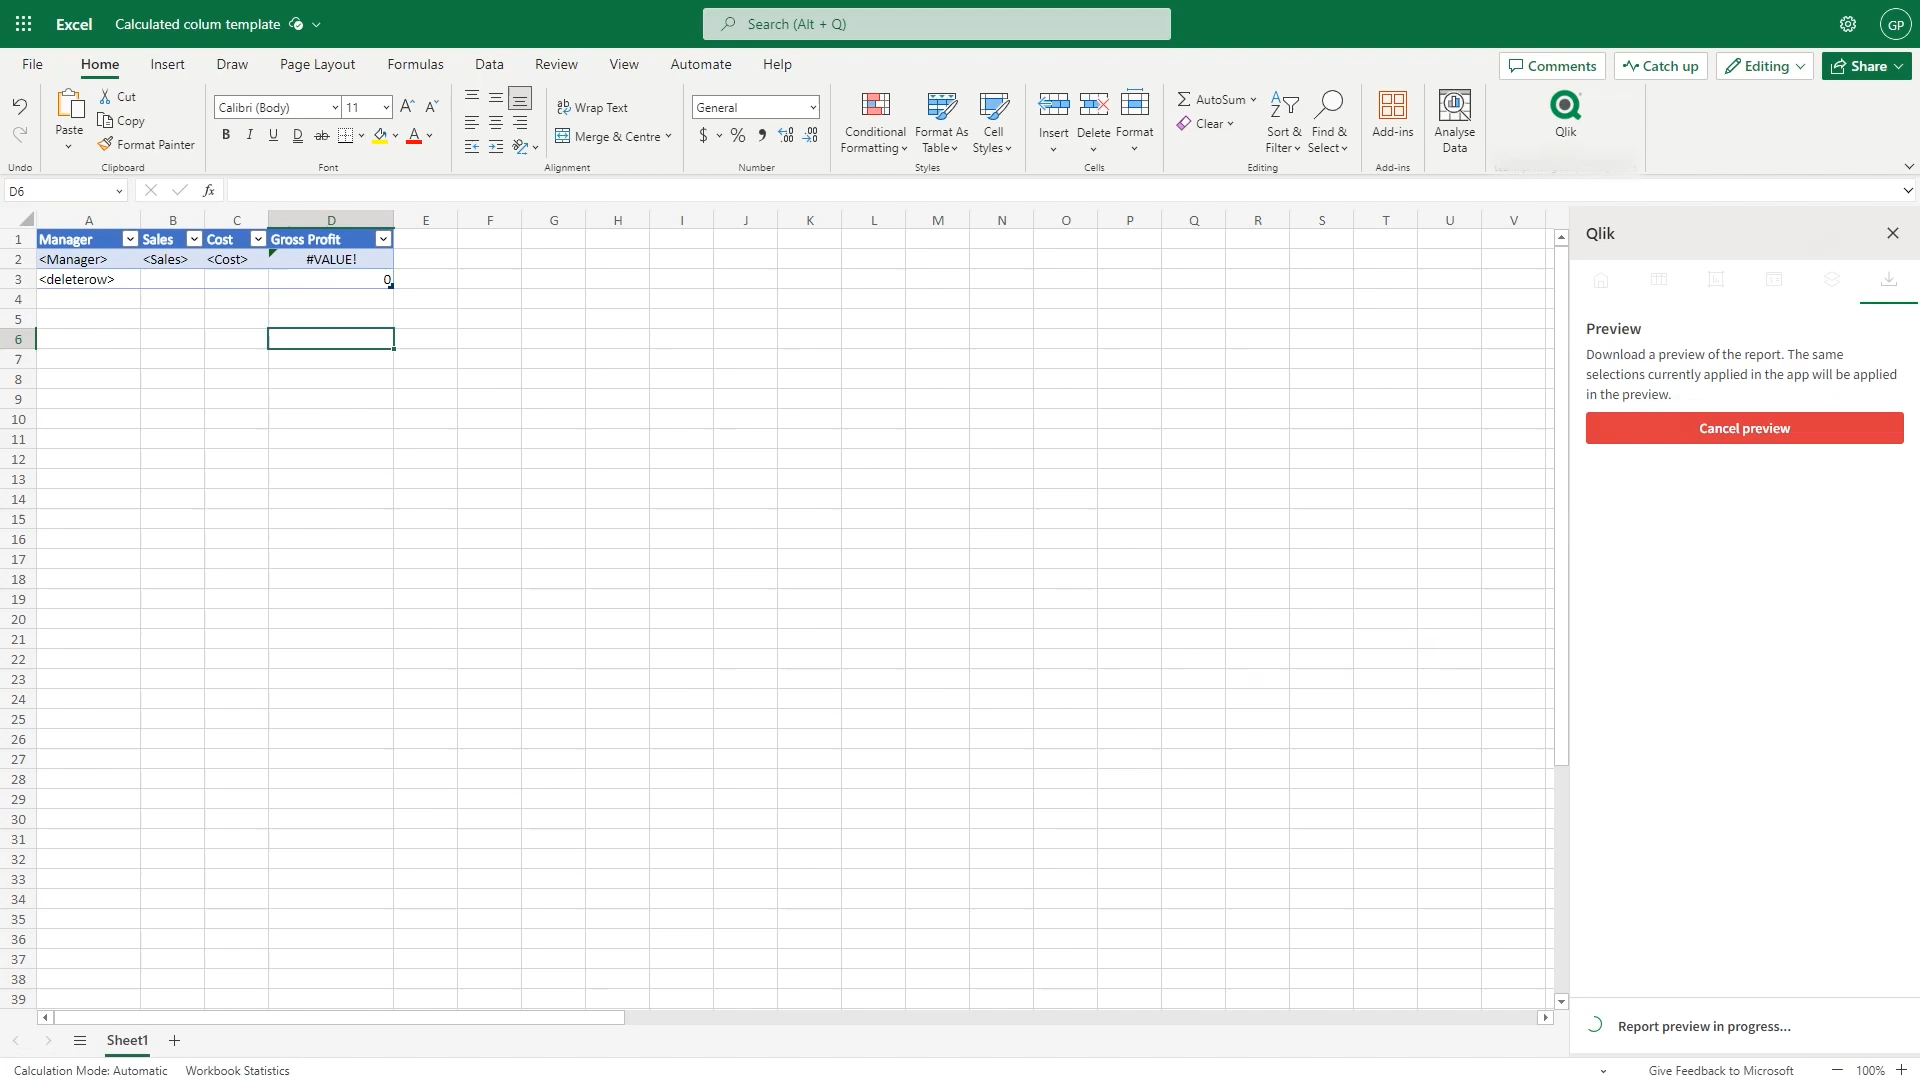 Excel Calculated colum template Search (Alt + Q) GP
File Home Insert Draw Page Layout Formulas Data Review View Automate Help Comments Catch up Editing Share
Paste Cut
Copy
Format Painter
Undo Clipboard
Calibri (Body) 11
B I U D ab A
Font
Wrap Text
Merge & Centre
Alignment
General
$ % 9
Number
Conditional Formatting Format As Table Cell Styles
Styles
Insert Delete Format
Cells
AutoSum
Clear
Sort & Filter Find & Select
Editing
Add-ins
Add-ins
Analyse Data
Qlik
D6 fx
A B C D E F G H I J K L M N O P Q R S T U V
1 Manager Sales Cost Gross Profit
2 <Manager> <Sales> <Cost> #VALUE!
3 <deleterow> 0
4
5
6
7
8
9
10
11
12
13
14
15
16
17
18
19
20
21
22
23
24
25
26
27
28
29
30
31
32
33
34
35
36
37
38
39
Qlik
Preview
Download a preview of the report. The same
selections currently applied in the app will be applied
in the preview.
Cancel preview
Report preview in progress...
Sheet1
Calculation Mode: Automatic Workbook Statistics Give Feedback to Microsoft 100%